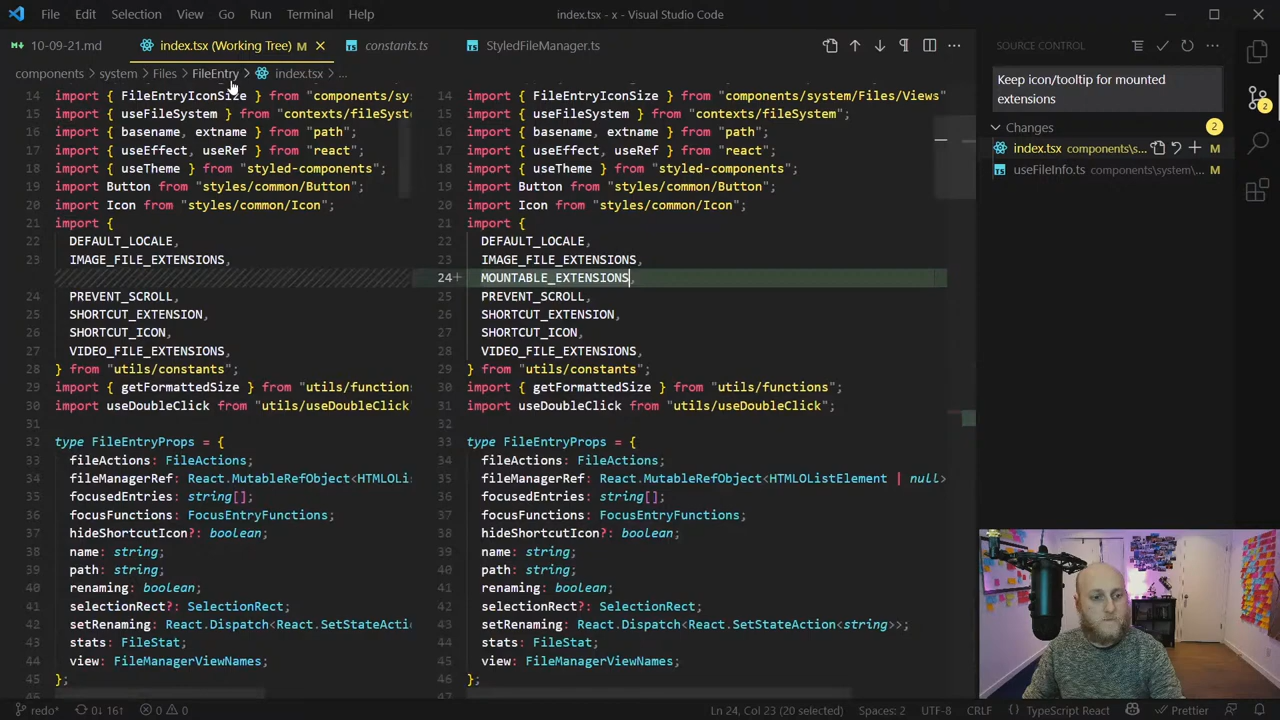 File Edit Selection View Go Run Terminal Help
index.tsx - x - Visual Studio Code
10-09-21.md
index.tsx (Working Tree) M
constants.ts
StyledFileManager.ts
components > system > Files > FileEntry > index.tsx > ...
14 import { FileEntryIconSize } from "components/sy
15 import { useFileSystem } from "contexts/fileSyst
16 import { basename, extname } from "path";
17 import { useEffect, useRef } from "react";
18 import { useTheme } from "styled-components";
19 import Button from "styles/common/Button";
20 import Icon from "styles/common/Icon";
21 import {
22 DEFAULT_LOCALE,
23 IMAGE_FILE_EXTENSIONS,
24 PREVENT_SCROLL,
25 SHORTCUT_EXTENSION,
26 SHORTCUT_ICON,
27 VIDEO_FILE_EXTENSIONS,
28 } from "utils/constants";
29 import { getFormattedSize } from "utils/functions
30 import useDoubleClick from "utils/useDoubleClick"
31
32 type FileEntryProps = {
33 fileActions: FileActions;
34 fileManagerRef: React.MutableRefObject<HTMLOLi
35 focusedEntries: string[];
36 focusFunctions: FocusEntryFunctions;
37 hideShortcutIcon?: boolean;
38 name: string;
39 path: string;
40 renaming: boolean;
41 selectionRect?: SelectionRect;
42 setRenaming: React.Dispatch<React.SetStateActi
43 stats: FileStat;
44 view: FileManagerViewNames;
45 };
14 import { FileEntryIconSize } from "components/system/Files/Views"
15 import { useFileSystem } from "contexts/fileSystem";
16 import { basename, extname } from "path";
17 import { useEffect, useRef } from "react";
18 import { useTheme } from "styled-components";
19 import Button from "styles/common/Button";
20 import Icon from "styles/common/Icon";
21 import {
22 DEFAULT_LOCALE,
23 IMAGE_FILE_EXTENSIONS,
24+ MOUNTABLE_EXTENSIONS,
25 PREVENT_SCROLL,
26 SHORTCUT_EXTENSION,
27 SHORTCUT_ICON,
28 VIDEO_FILE_EXTENSIONS,
29 } from "utils/constants";
30 import { getFormattedSize } from "utils/functions";
31 import useDoubleClick from "utils/useDoubleClick";
32
33 type FileEntryProps = {
34 fileActions: FileActions;
35 fileManagerRef: React.MutableRefObject<HTMLOListElement | null>
36 focusedEntries: string[];
37 focusFunctions: FocusEntryFunctions;
38 hideShortcutIcon?: boolean;
39 name: string;
40 path: string;
41 renaming: boolean;
42 selectionRect?: SelectionRect;
43 setRenaming: React.Dispatch<React.SetStateAction<string>>;
44 stats: FileStat;
45 view: FileManagerViewNames;
46 };
SOURCE CONTROL
Keep icon/tooltip for mounted
extensions
Changes 2
index.tsx components\s... M
useFileInfo.ts components\system\... M
2
redo* 0↓ 16↑ 0 0
Ln 24, Col 23 (20 selected) Spaces: 2 UTF-8 CRLF { } TypeScript React Prettier